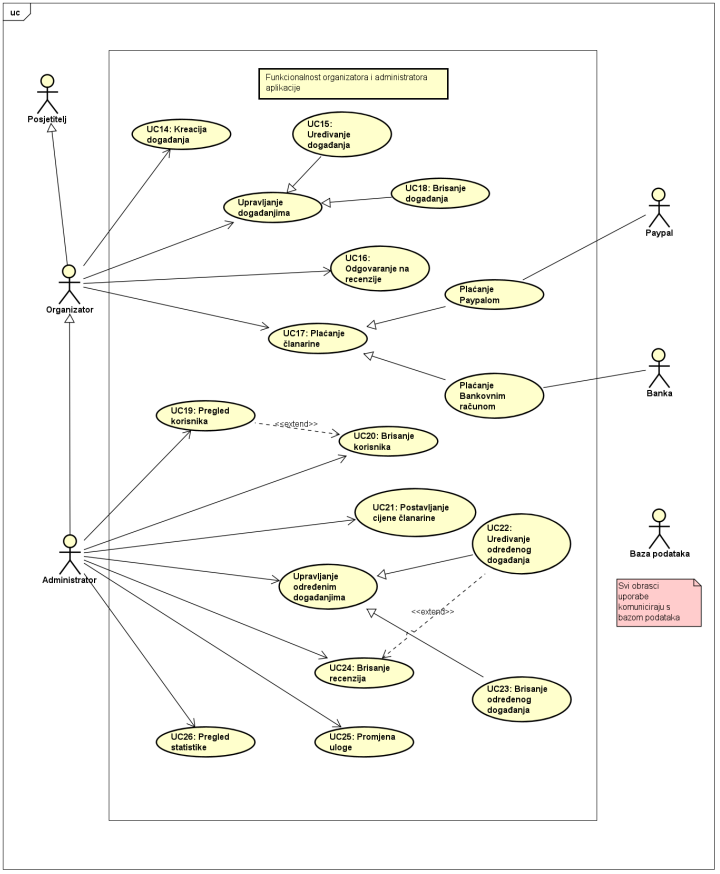 uc
Funkcionalnost organizatora i administratora
aplikacije
Posjetitelj
UC14: Kreacija
događanja
UC15:
Uređivanje
događanja
UC18: Brisanje
događanja
Upravljanje
događanjima
Paypal
UC16:
Odgovaranje na
recenzije
Organizator
Plaćanje
Paypalom
UC17: Plaćanje
članarine
Banka
Plaćanje
Bankovnim
računom
UC19: Pregled
korisnika
<<extend>>
UC20: Brisanje
korisnika
UC21: Postavljanje
cijene članarine
UC22:
Uređivanje
određenog
događanja
Baza podataka
Administrator
Upravljanje
određenim
događanjima
Svi obrasci
uporabe
komuniciraju s
bazom podataka
<<extend>>
UC24: Brisanje
recenzija
UC23: Brisanje
određenog
događanja
UC26: Pregled
statistike
UC25: Promjena
uloge